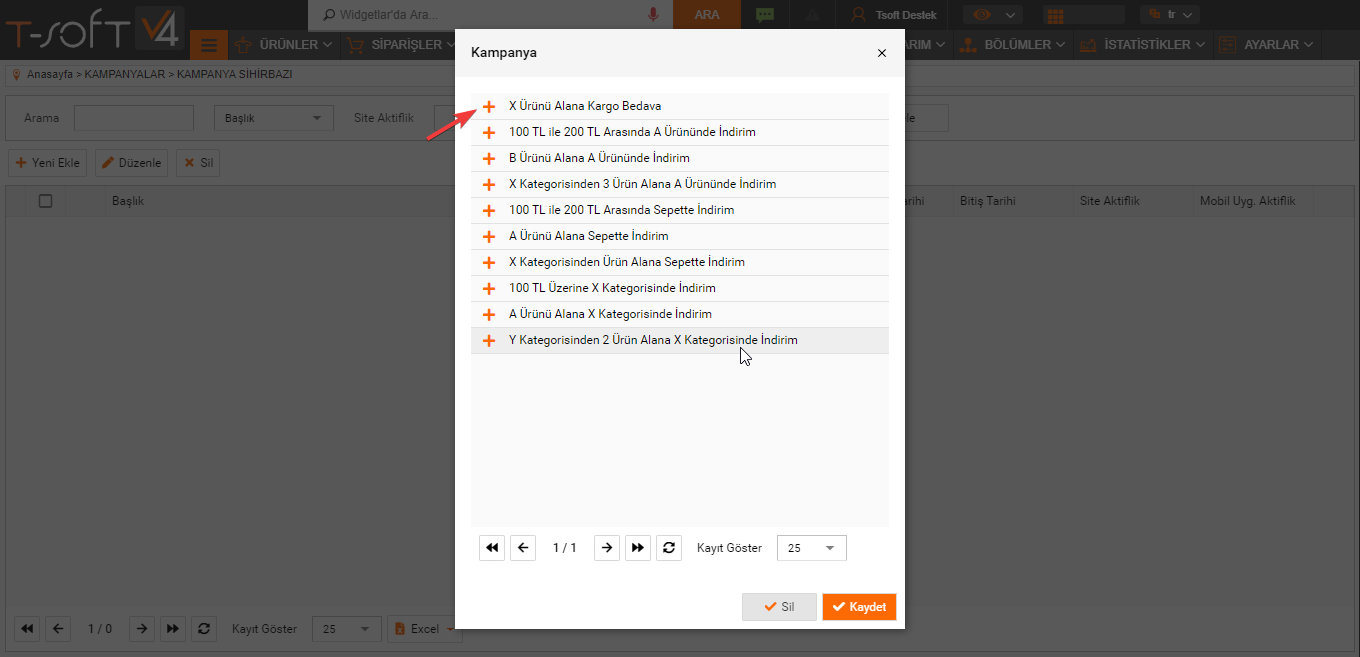 T-SOFT V4
Widgetlar'da Ara...
ARA
Tsoft Destek
tr
ÜRÜNLER
SİPARİŞLER
ARIM
BÖLÜMLER
İSTATİSTİKLER
AYARLAR
Anasayfa > KAMPANYALAR > KAMPANYA SİHİRBAZI
Arama
Başlık
Site Aktiflik
le
Yeni Ekle
Düzenle
Sil
Başlık
arihi
Bitiş Tarihi
Site Aktiflik
Mobil Uyg. Aktiflik
Kampanya
X Ürünü Alana Kargo Bedava
100 TL ile 200 TL Arasında A Ürününde İndirim
B Ürünü Alana A Ürününde İndirim
X Kategorisinden 3 Ürün Alana A Ürününde İndirim
100 TL ile 200 TL Arasında Sepette İndirim
A Ürünü Alana Sepette İndirim
X Kategorisinden Ürün Alana Sepette İndirim
100 TL Üzerine X Kategorisinde İndirim
A Ürünü Alana X Kategorisinde İndirim
Y Kategorisinden 2 Ürün Alana X Kategorisinde İndirim
1 / 1
Kayıt Göster
25
Sil
Kaydet
1 / 0
Kayıt Göster
25
Excel